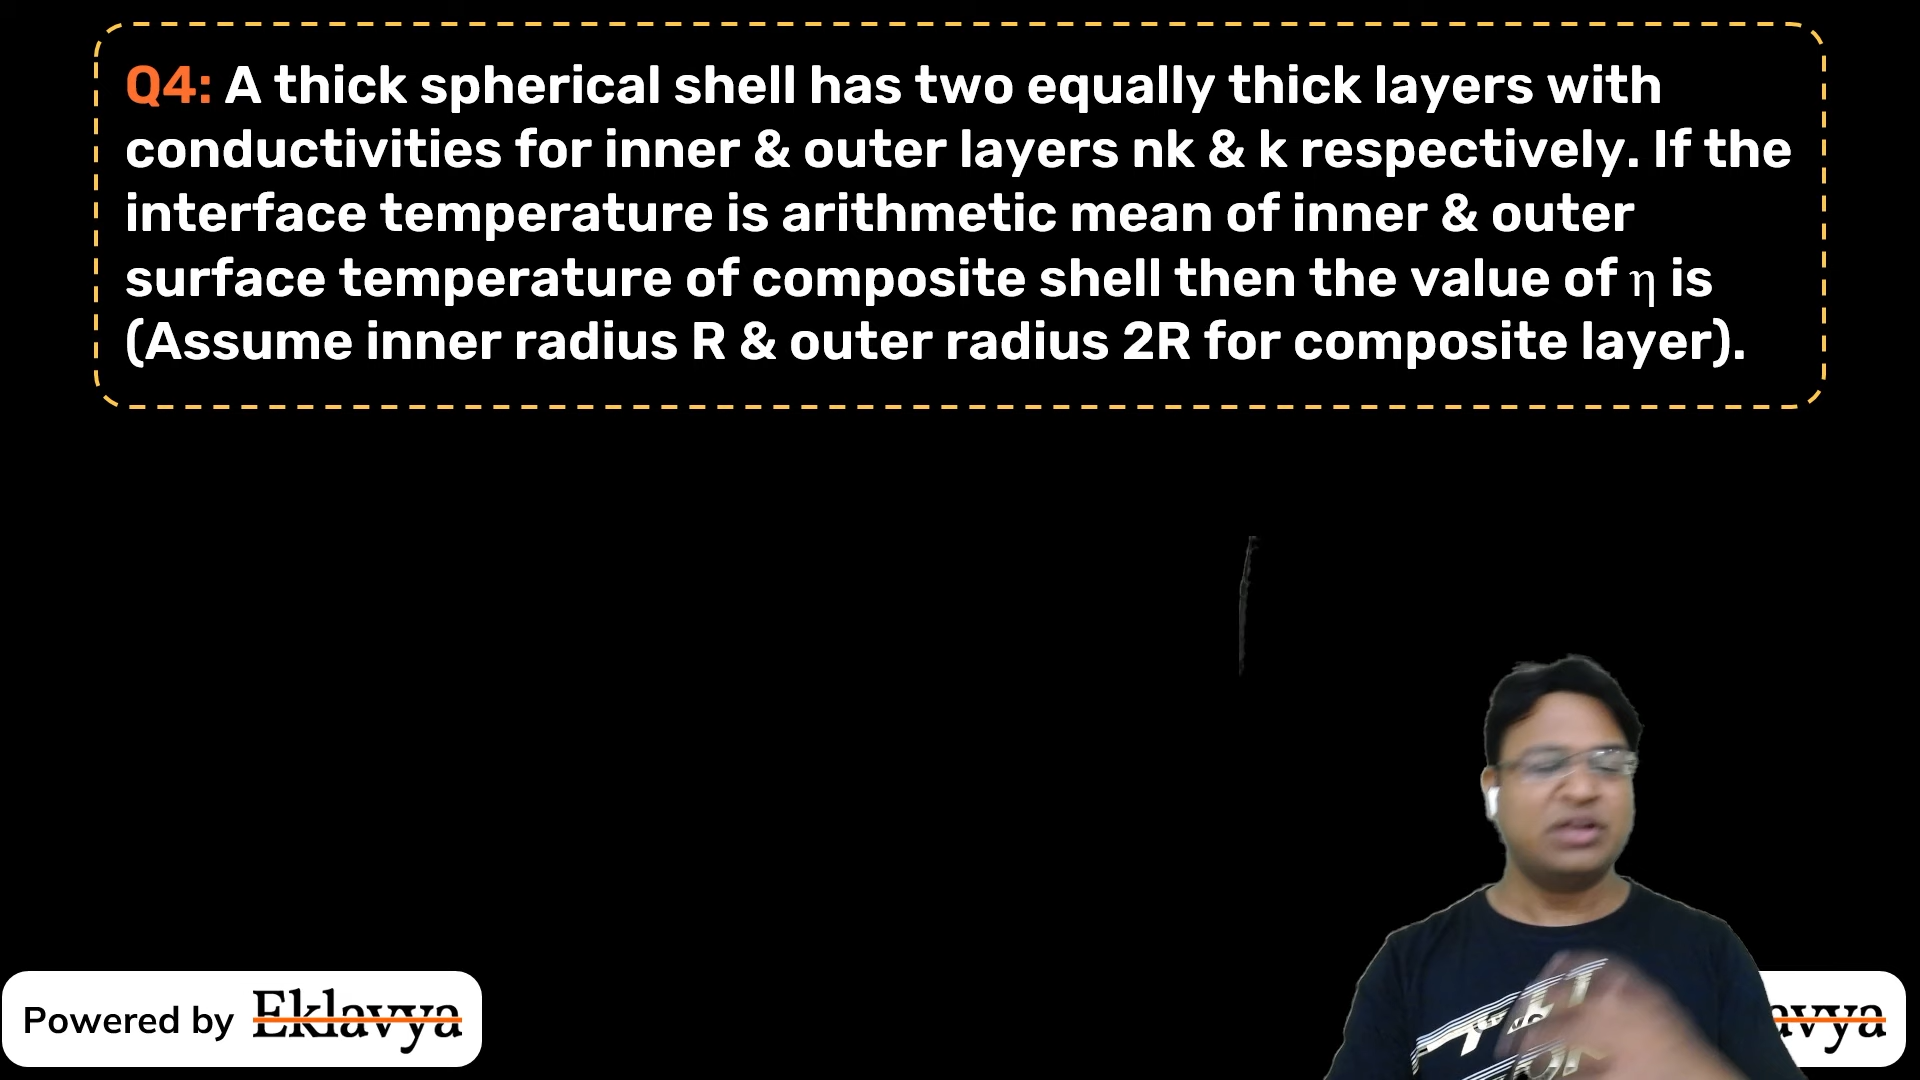 Q4: A thick spherical shell has two equally thick layers with
conductivities for inner & outer layers nk & k respectively. If the
interface temperature is arithmetic mean of inner & outer
surface temperature of composite shell then the value of η is
(Assume inner radius R & outer radius 2R for composite layer).
Powered by Eklavya
avya